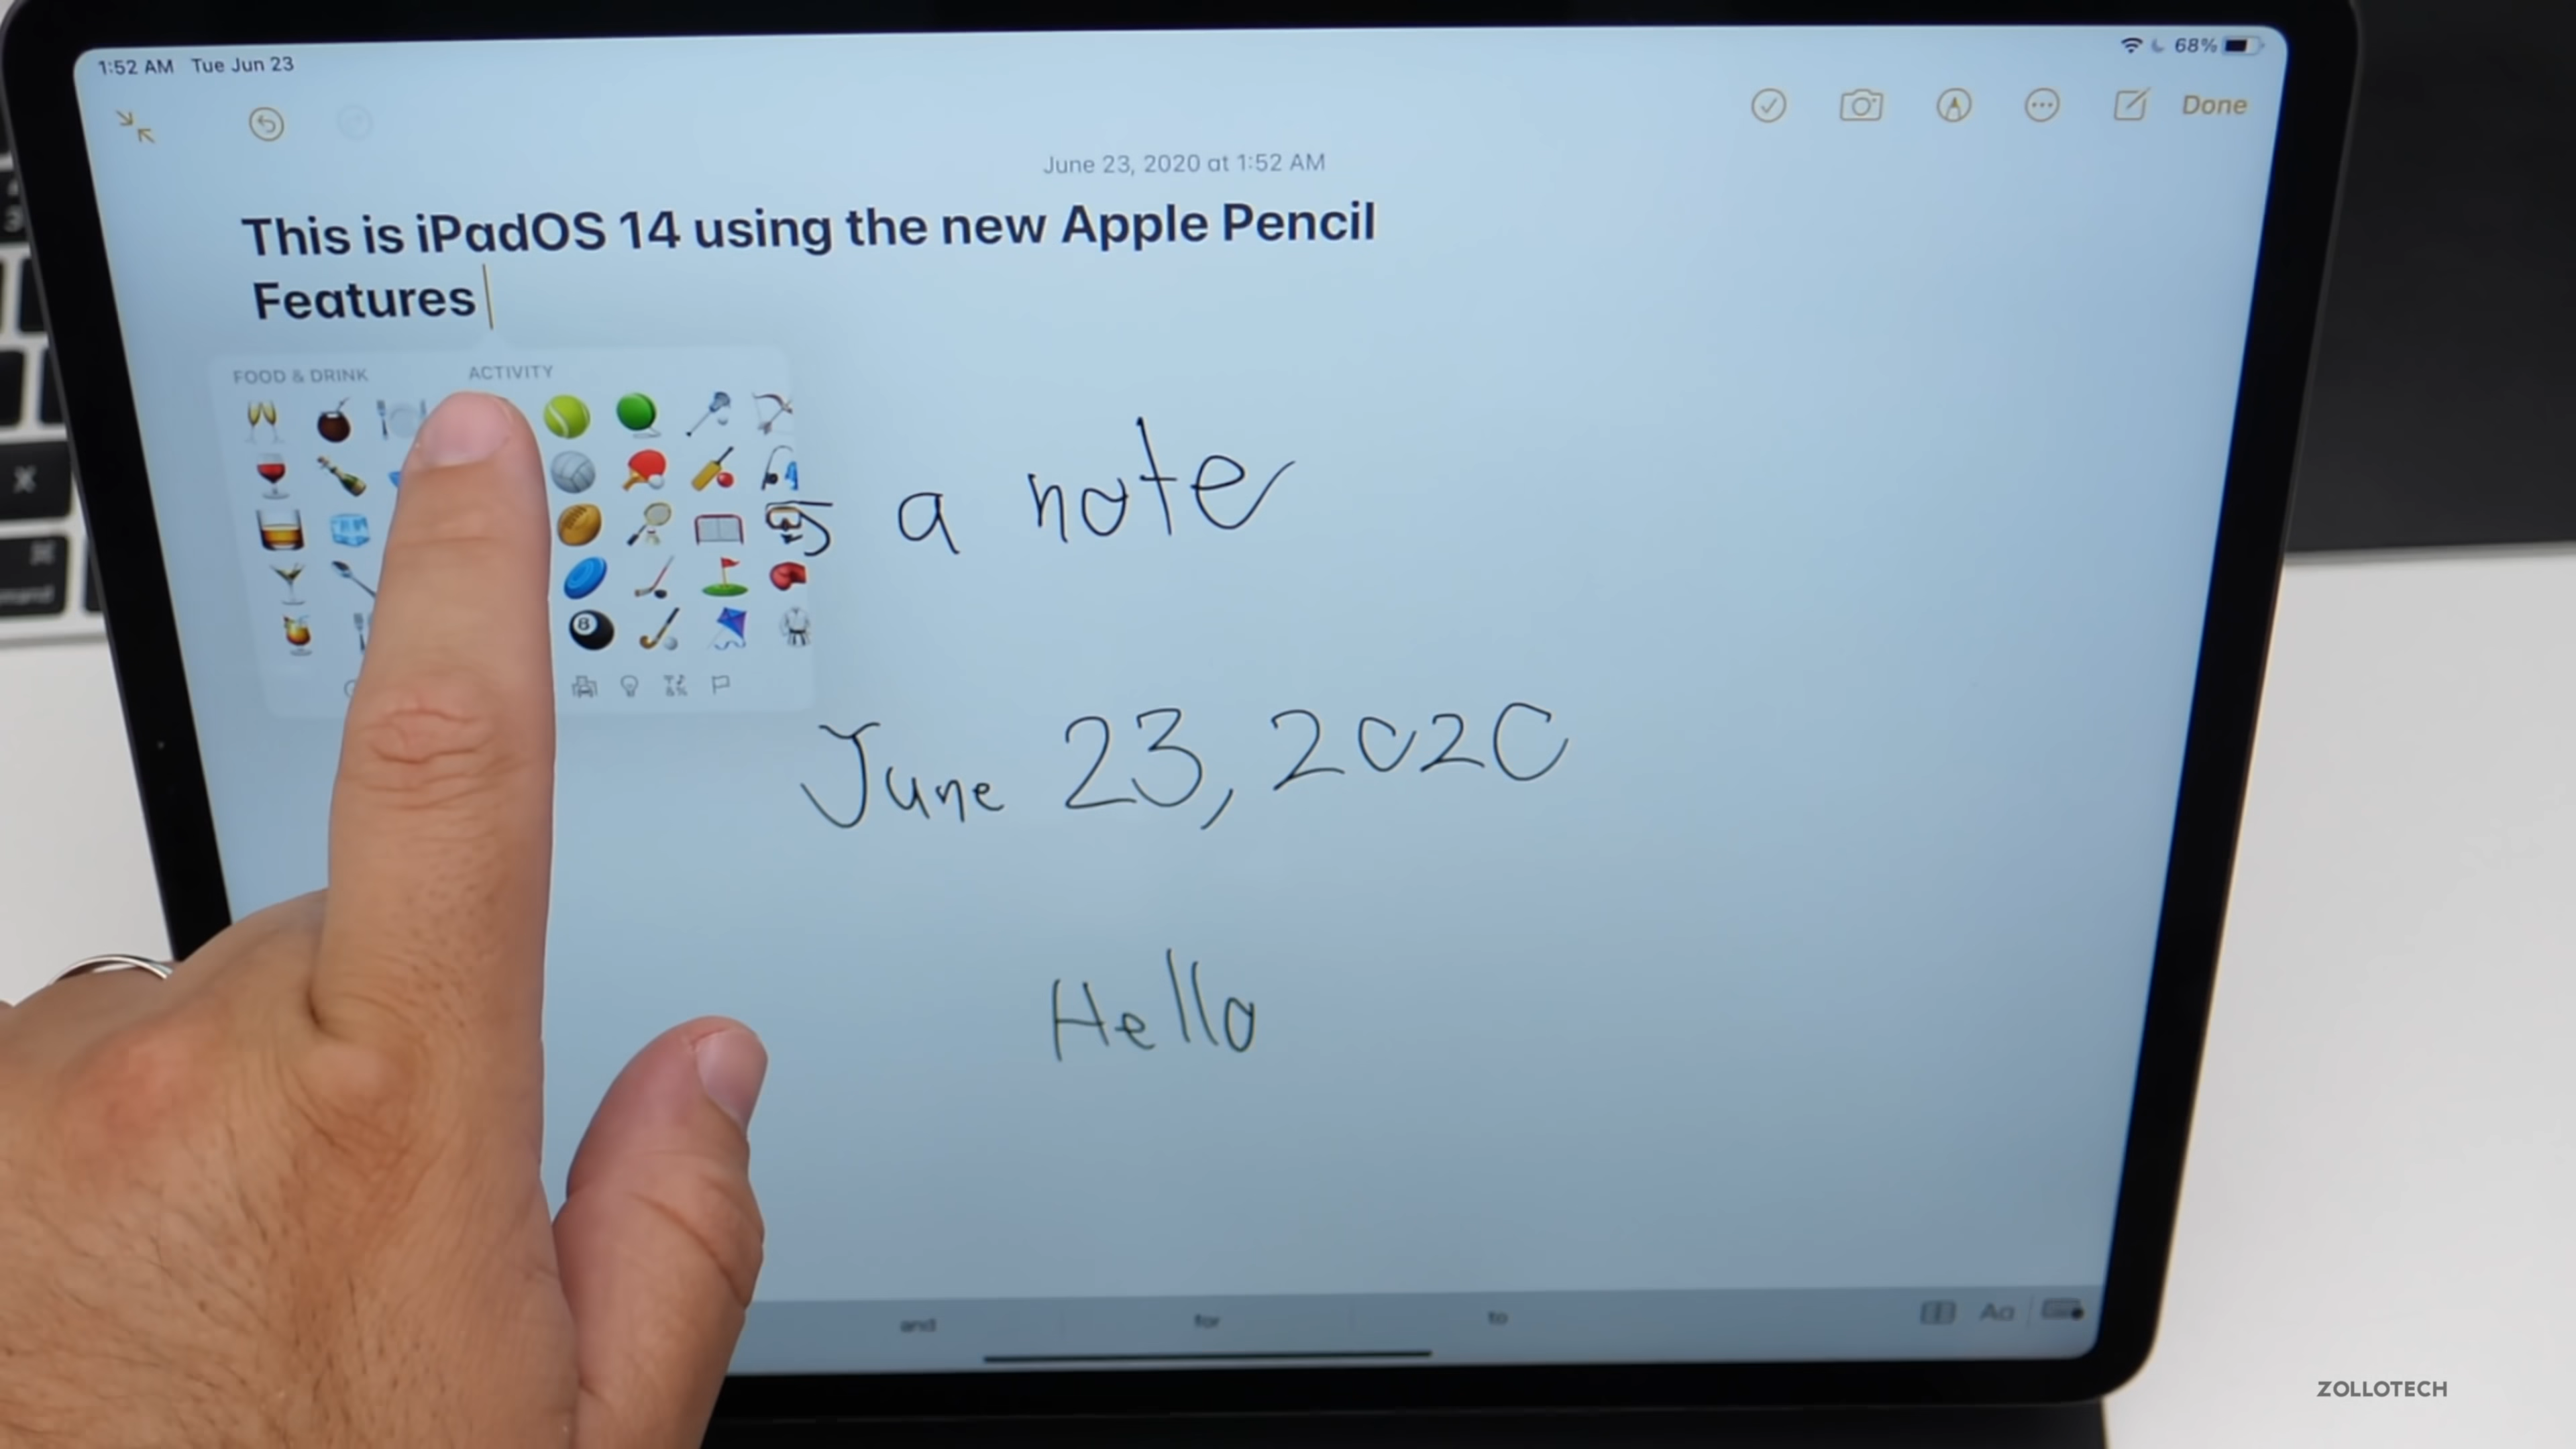 1:52 AM Tue Jun 23
68%
Done
June 23, 2020 at 1:52 AM
This is iPadOS 14 using the new Apple Pencil
Features
FOOD & DRINK
ACTIVITY
8
a note
June 23, 2020
Hello
and
for
to
Aa
ZOLLOTECH